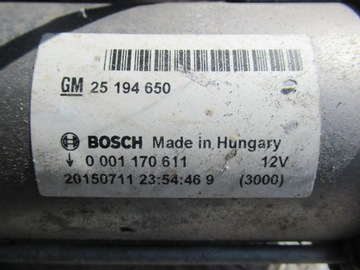 GM 25 194 650
BOSCH Made in Hungary
0 001 170 611 12V
20150711 23:54:46 9 (3000)